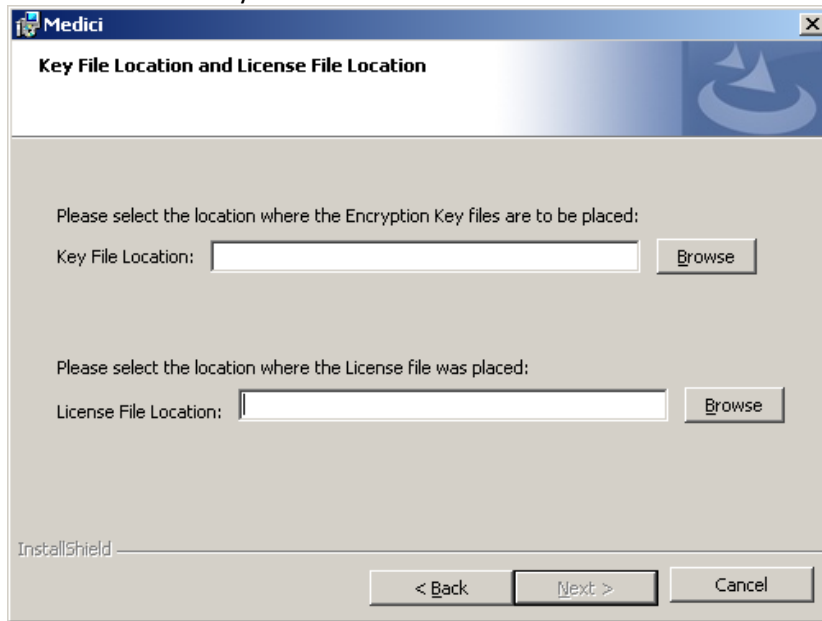 Medici
Key File Location and License File Location
Please select the location where the Encryption Key files are to be placed:
Key File Location:
Browse
Please select the location where the License file was placed:
License File Location:
Browse
InstallShield
< Back
Next >
Cancel